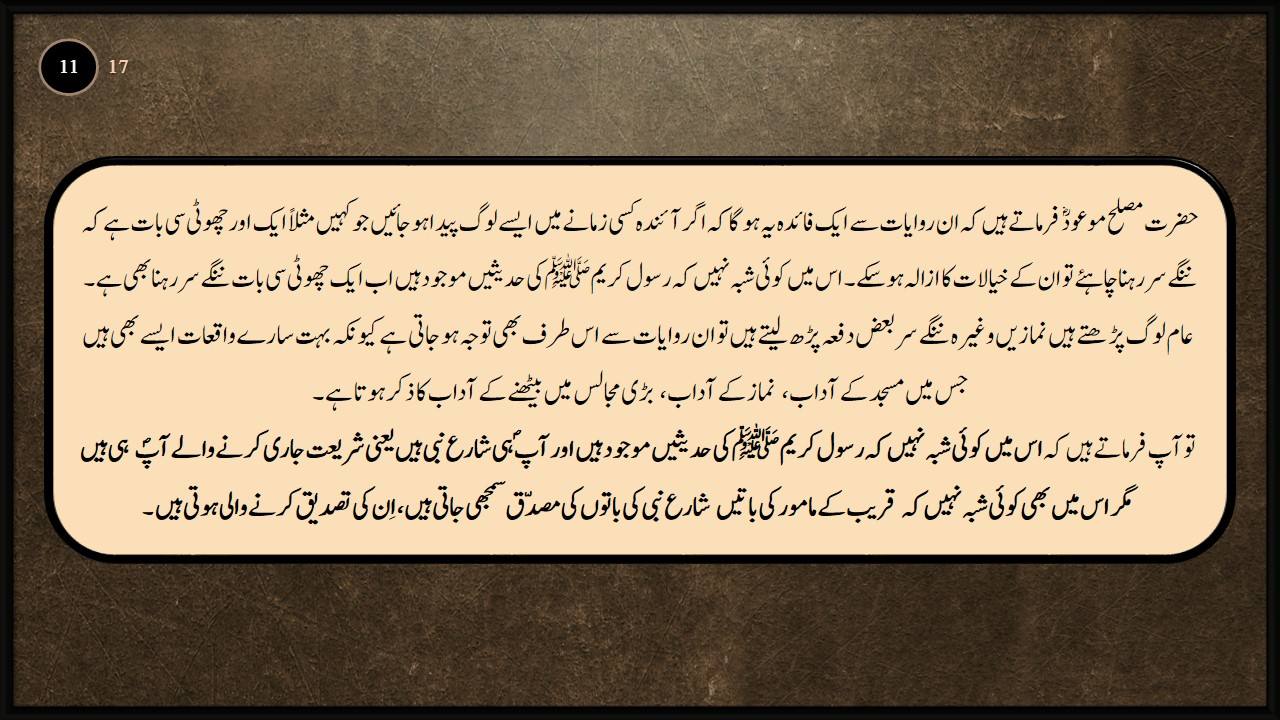 11 17
حضرت مصلح موعودؓ فرماتے ہیں کہ ان روایات سے ایک فائدہ یہ ہو گا کہ اگر آئندہ کسی زمانے میں ایسے لوگ پیدا ہو جائیں جو کہیں مثلاً ایک اور چھوٹی سی بات ہے کہ
ننگے سر رہنا چاہئے تو ان کے خیالات کا ازالہ ہو سکے۔ اس میں کوئی شبہ نہیں کہ رسول کریم ﷺ کی حدیثیں موجود ہیں اب ایک چھوٹی سی بات ننگے سر رہنا بھی ہے۔
عام لوگ پڑھتے ہیں نمازیں وغیرہ ننگے سر بعض دفعہ پڑھ لیتے ہیں تو ان روایات سے اس طرف بھی توجہ ہو جاتی ہے کیونکہ بہت سارے واقعات ایسے بھی ہیں
جس میں مسجد کے آداب، نماز کے آداب، بڑی مجالس میں بیٹھنے کے آداب کا ذکر ہوتا ہے۔
تو آپ فرماتے ہیں کہ اس میں کوئی شبہ نہیں کہ رسول کریم ﷺ کی حدیثیں موجود ہیں اور آپؐ ہی شارع نبی ہیں یعنی شریعت جاری کرنے والے آپؐ ہی ہیں
مگر اس میں بھی کوئی شبہ نہیں کہ قریب کے مامور کی باتیں شارع نبی کی باتوں کی مصدّق سمجھی جاتی ہیں، اِن کی تصدیق کرنے والی ہوتی ہیں۔